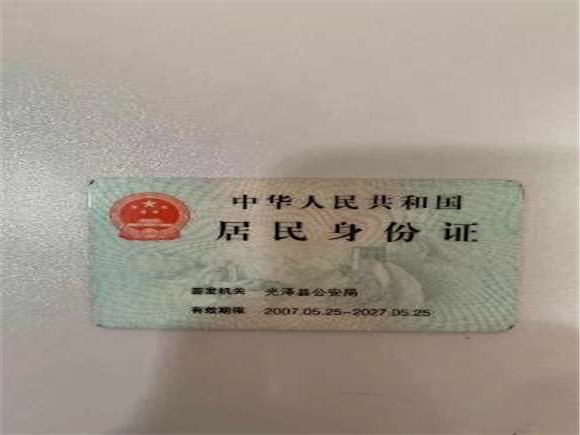 中华人民共和国
居民身份证
签发机关 光泽县公安局
有效期限 2007.05.25-2027.05.25